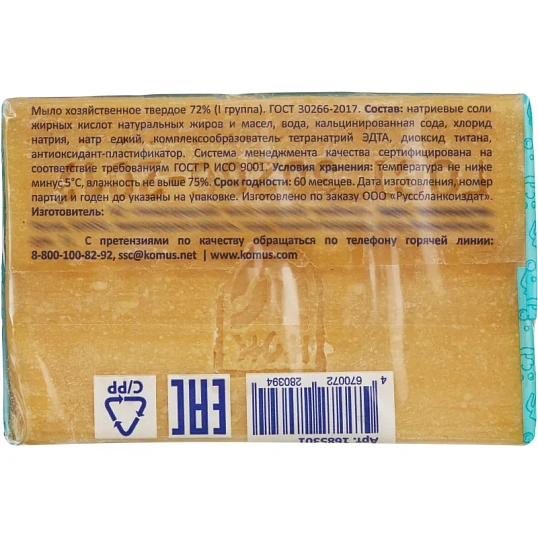 Мыло хозяйственное твердое 72% (I группа). ГОСТ 30266-2017. Состав: натриевые соли
жирных кислот натуральных жиров и масел, вода, кальцинированная сода, хлорид
натрия, натр едкий, комплексообразователь тетранатрий ЭДТА, диоксид титана,
антиоксидант-пластификатор. Система менеджмента качества сертифицирована на
соответствие требованиям ГОСТ Р ИСО 9001. Условия хранения: температура не ниже
минус 5°С, влажность не выше 75%. Срок годности: 60 месяцев. Дата изготовления, номер
партии и годен до указаны на упаковке. Изготовлено по заказу ООО «Руссбланкоиздат».
Изготовитель:
С претензиями по качеству обращаться по телефону горячей линии:
8-800-100-82-92, ssc@komus.net | www.komus.com
C/PP
EAC
4 670072 280394
Арт. 1685301